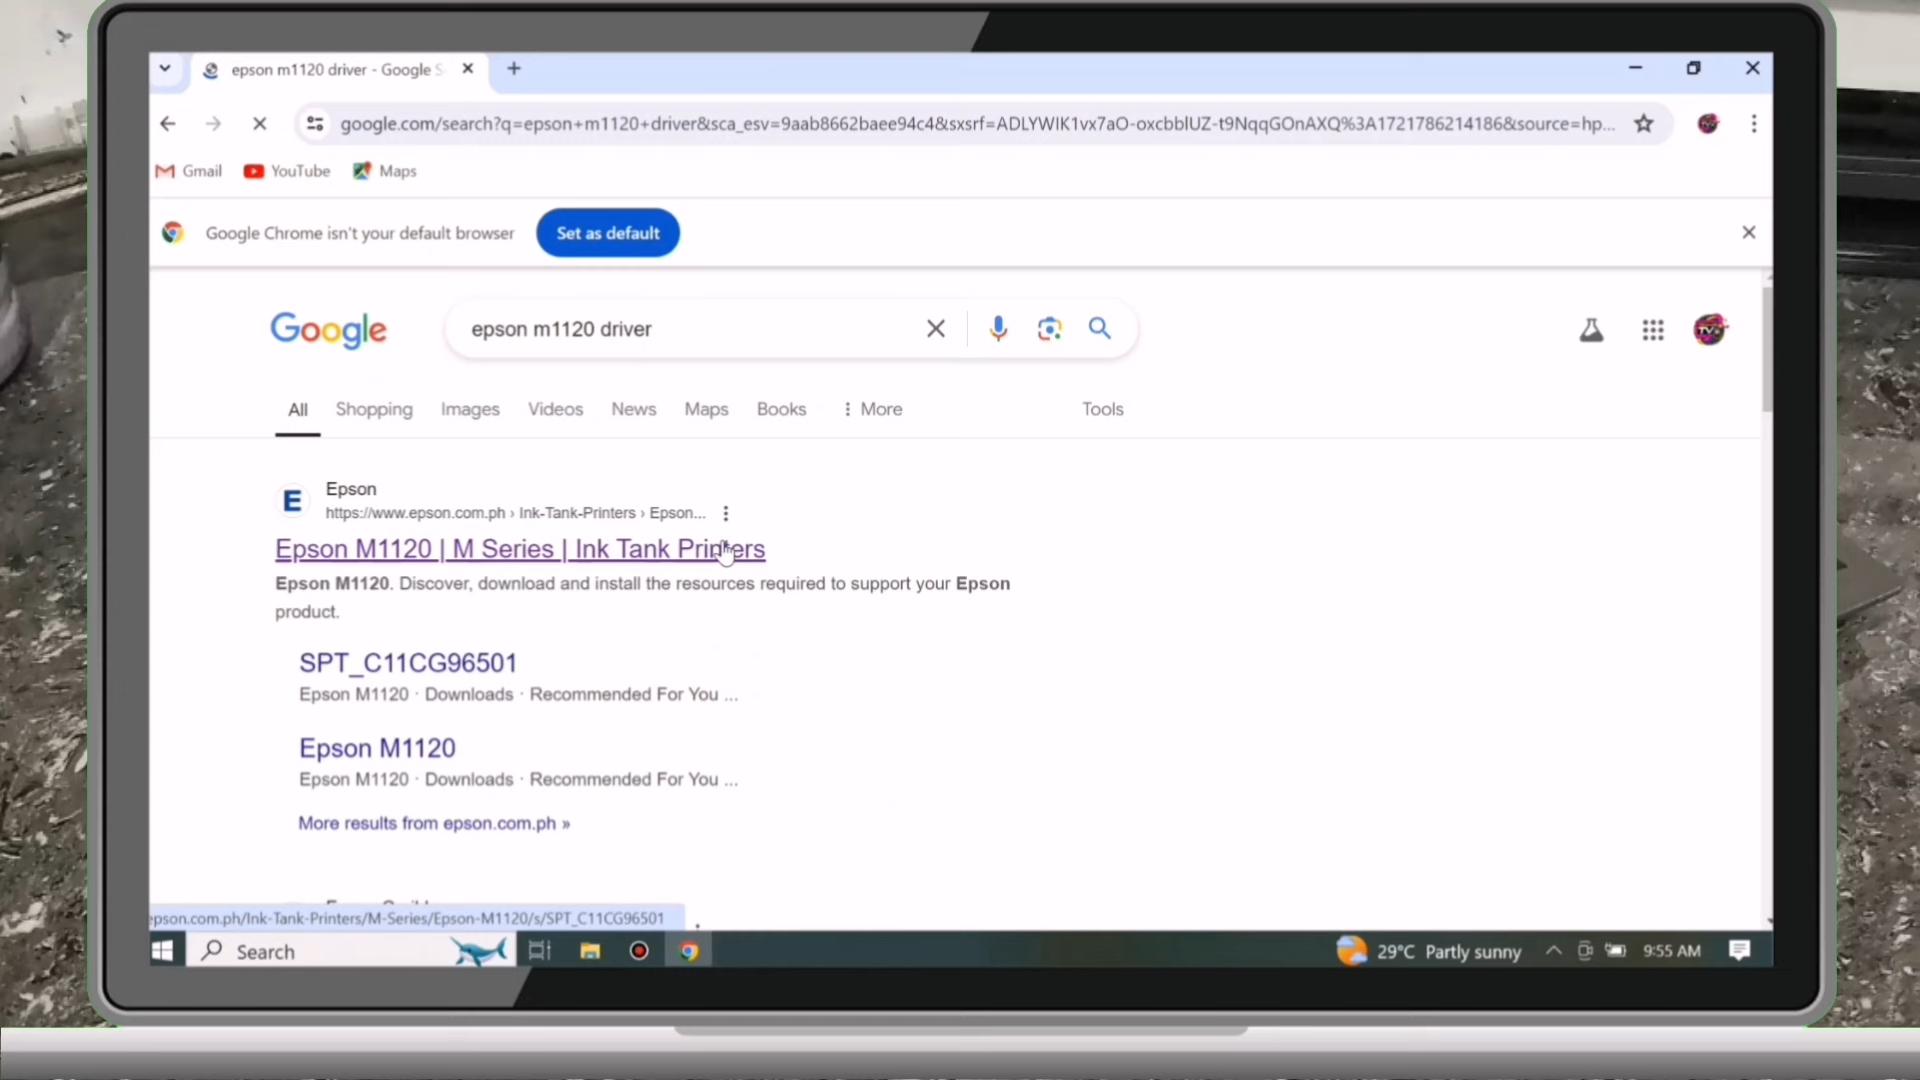 epson m1120 driver - Google S
google.com/search?q=epson+m1120+driver&sca_esv=9aab8662baee94c4&sxsrf=ADLYWIK1vx7aO-oxcbblUZ-t9NqqGOnAXQ%3A1721786214186&source=hp...
Gmail YouTube Maps
Google Chrome isn't your default browser Set as default
Google epson m1120 driver
All Shopping Images Videos News Maps Books More Tools
Epson
https://www.epson.com.ph › Ink-Tank-Printers › Epson...
Epson M1120 | M Series | Ink Tank Printers
Epson M1120. Discover, download and install the resources required to support your Epson
product.
SPT_C11CG96501
Epson M1120 · Downloads · Recommended For You ...
Epson M1120
Epson M1120 · Downloads · Recommended For You ...
More results from epson.com.ph »
epson.com.ph/Ink-Tank-Printers/M-Series/Epson-M1120/s/SPT_C11CG96501
Search 29°C Partly sunny 9:55 AM